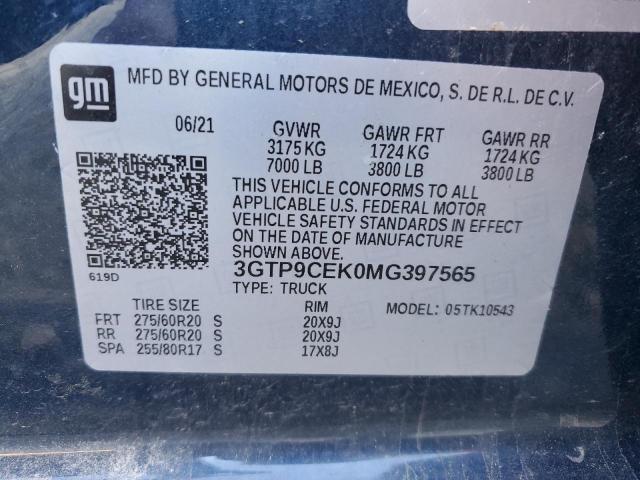 gm
MFD BY GENERAL MOTORS DE MEXICO, S. DE R.L. DE C.V.
06/21 GVWR GAWR FRT GAWR RR
3175 KG 1724 KG 1724 KG
7000 LB 3800 LB 3800 LB
THIS VEHICLE CONFORMS TO ALL
APPLICABLE U.S. FEDERAL MOTOR
VEHICLE SAFETY STANDARDS IN EFFECT
ON THE DATE OF MANUFACTURE
SHOWN ABOVE.
619D 3GTP9CEK0MG397565
TYPE: TRUCK
TIRE SIZE RIM MODEL: 05TK10543
FRT 275/60R20 S 20X9J
RR 275/60R20 S 20X9J
SPA 255/80R17 S 17X8J